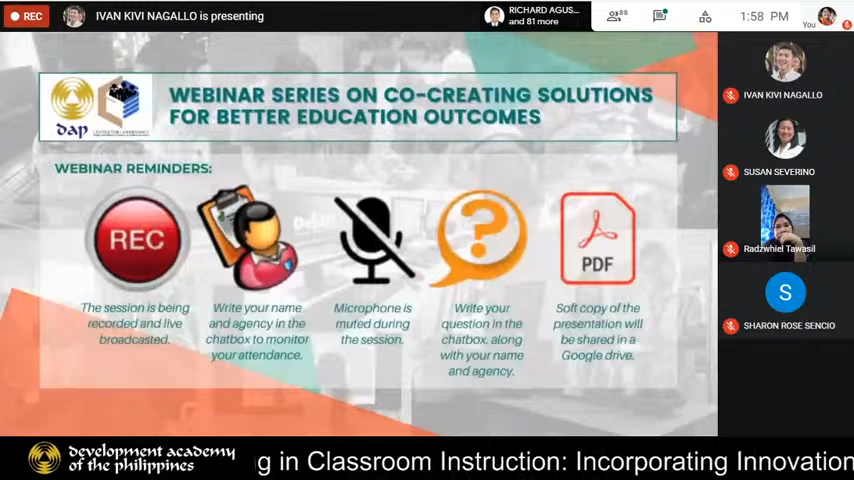 REC
IVAN KIVI NAGALLO is presenting
RICHARD AGUS...
and 81 more
88
1:58 PM
You
dap
WEBINAR SERIES ON CO-CREATING SOLUTIONS
FOR BETTER EDUCATION OUTCOMES
WEBINAR REMINDERS:
REC
PDF
The session is being
recorded and live
broadcasted.
Write your name
and agency in the
chatbox to monitor
your attendance.
Microphone is
muted during
the session.
Write your
question in the
chatbox, along
with your name
and agency.
Soft copy of the
presentation will
be shared in a
Google drive.
IVAN KIVI NAGALLO
SUSAN SEVERINO
Radzwhiel Tawasil
S
SHARON ROSE SENCIO
development academy
of the philippines
g in Classroom Instruction: Incorporating Innovation